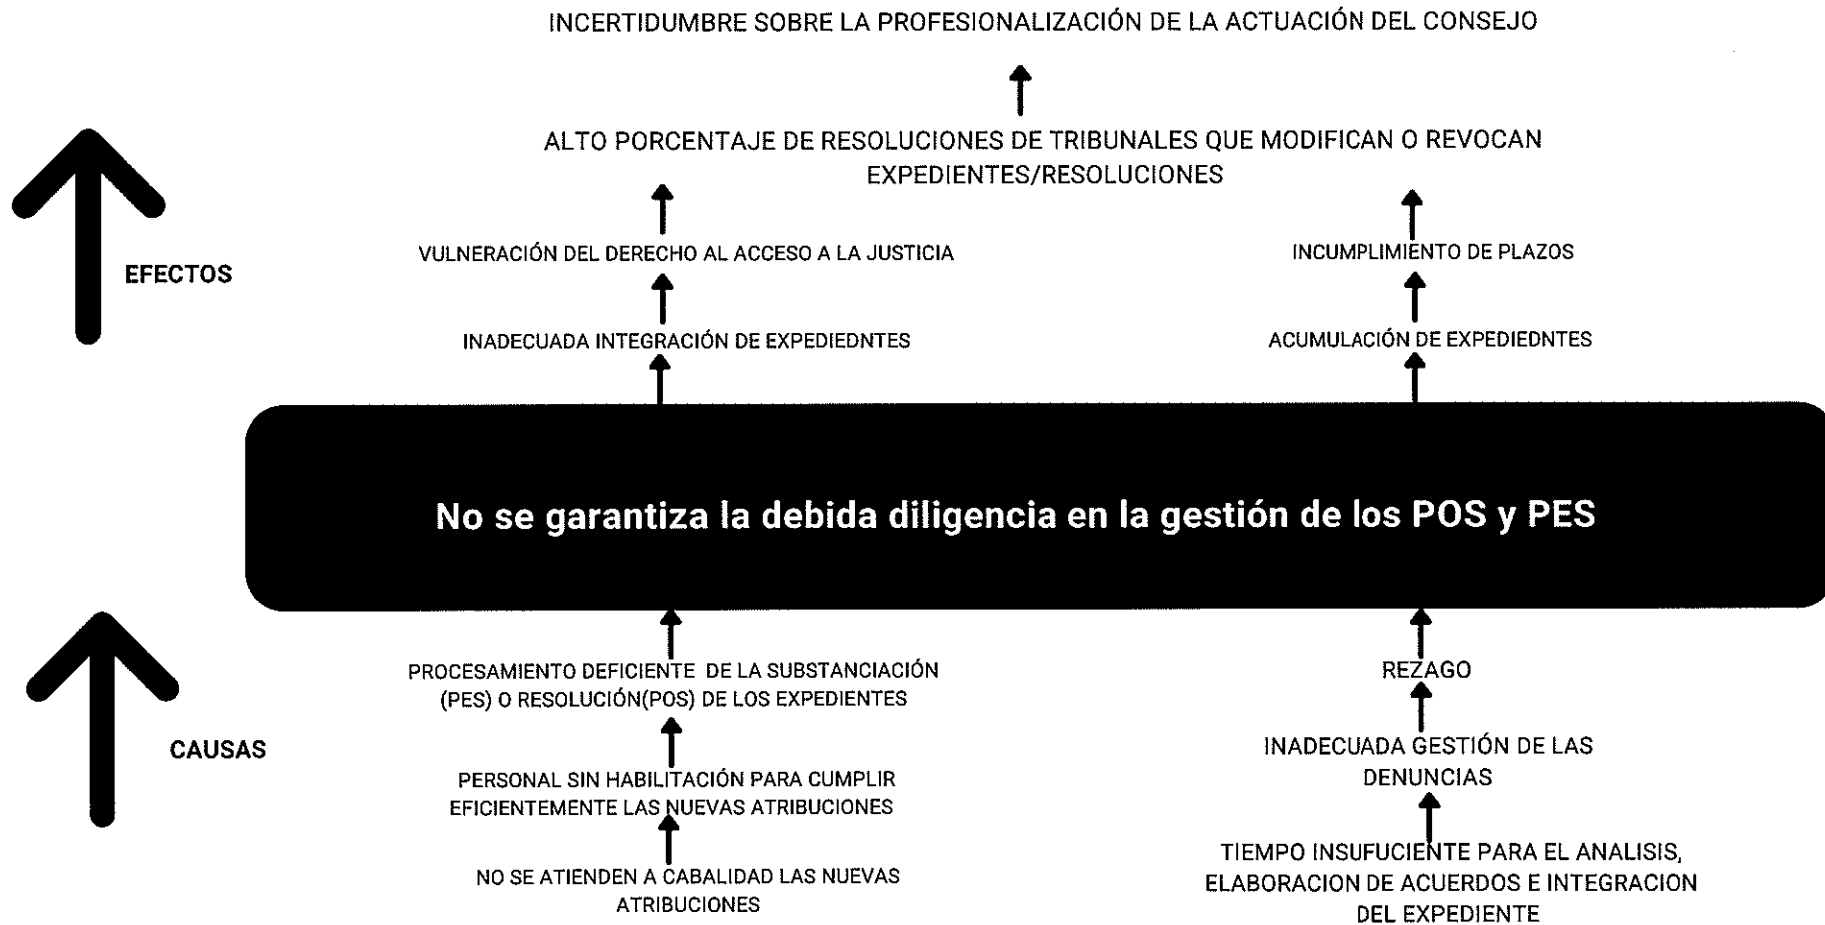 INCERTIDUMBRE SOBRE LA PROFESIONALIZACIÓN DE LA ACTUACIÓN DEL CONSEJO
ALTO PORCENTAJE DE RESOLUCIONES DE TRIBUNALES QUE MODIFICAN O REVOCAN
EXPEDIENTES/RESOLUCIONES
VULNERACIÓN DEL DERECHO AL ACCESO A LA JUSTICIA
INCUMPLIMIENTO DE PLAZOS
EFECTOS
INADECUADA INTEGRACIÓN DE EXPEDIEDNTES
ACUMULACIÓN DE EXPEDIEDNTES
No se garantiza la debida diligencia en la gestión de los POS y PES
PROCESAMIENTO DEFICIENTE DE LA SUBSTANCIACIÓN
(PES) O RESOLUCIÓN(POS) DE LOS EXPEDIENTES
REZAGO
CAUSAS
INADECUADA GESTIÓN DE LAS
DENUNCIAS
PERSONAL SIN HABILITACIÓN PARA CUMPLIR
EFICIENTEMENTE LAS NUEVAS ATRIBUCIONES
NO SE ATIENDEN A CABALIDAD LAS NUEVAS
ATRIBUCIONES
TIEMPO INSUFUCIENTE PARA EL ANALISIS,
ELABORACION DE ACUERDOS E INTEGRACION
DEL EXPEDIENTE